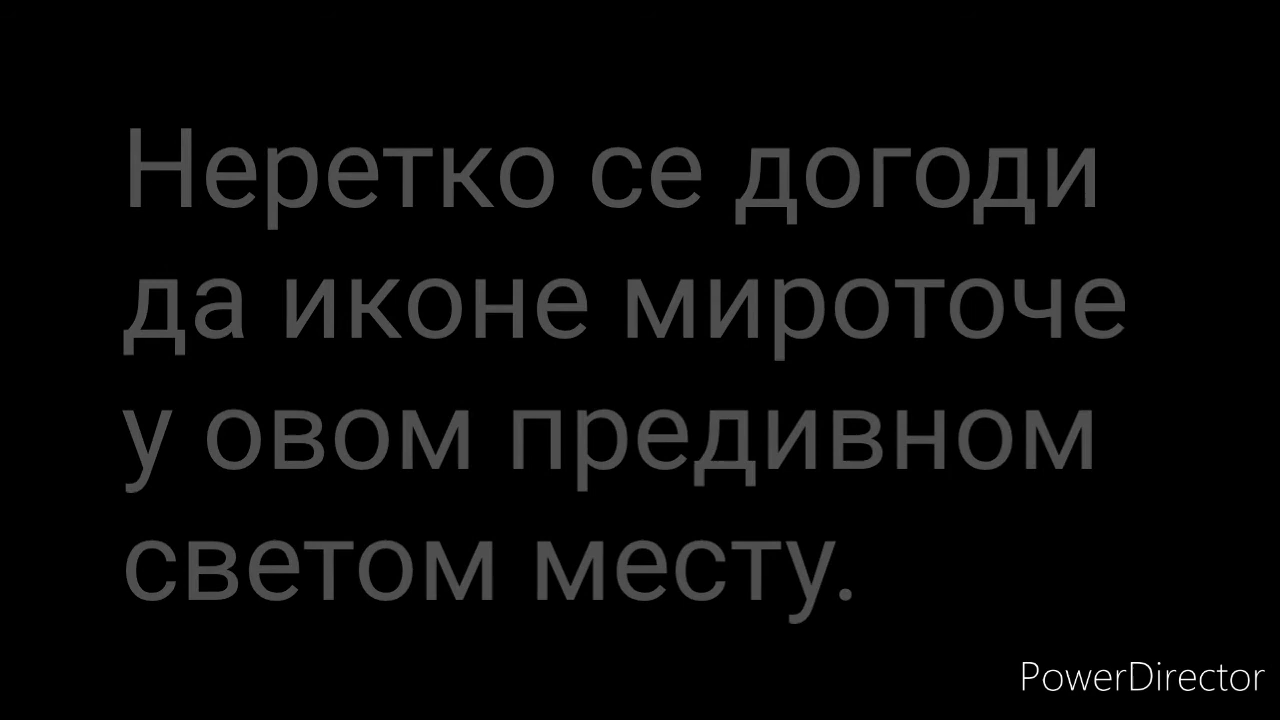 Неретко се догоди
да иконе мироточе
у овом предивном
светом месту.
PowerDirector